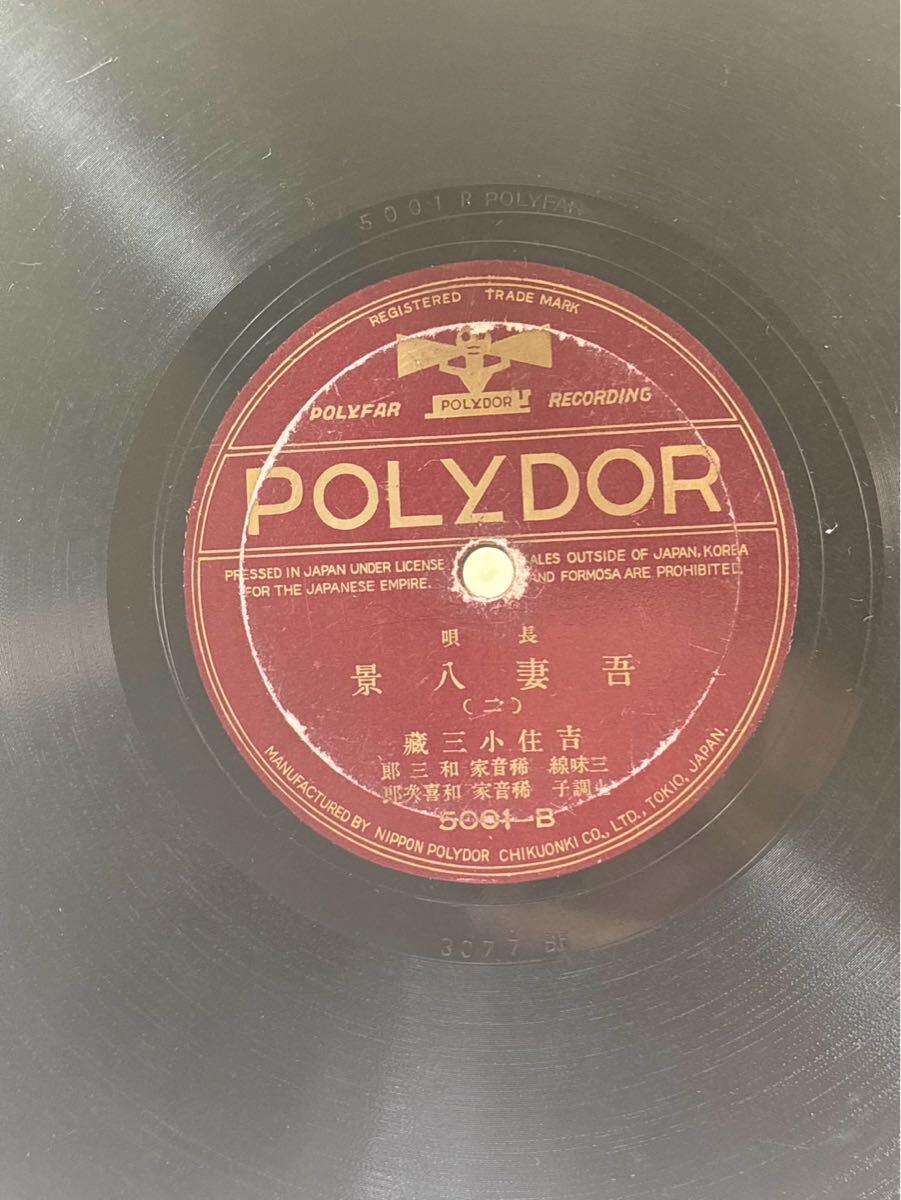 5001 B POLYFAR
REGISTERED TRADE MARK
POLYDOR
POLYFAR RECORDING
POLYDOR
PRESSED IN JAPAN UNDER LICENSE
FOR THE JAPANESE EMPIRE.
ALES OUTSIDE OF JAPAN, KOREA
AND FORMOSA ARE PROHIBITED.
長唄
吾妻八景
(二)
吉住小三藏
三味線 稀音家和三郎
上調子 稀音家和喜次郎
5001-B
MANUFACTURED BY NIPPON POLYDOR CHIKUONKI CO., LTD., TOKIO, JAPAN.
3077 BF